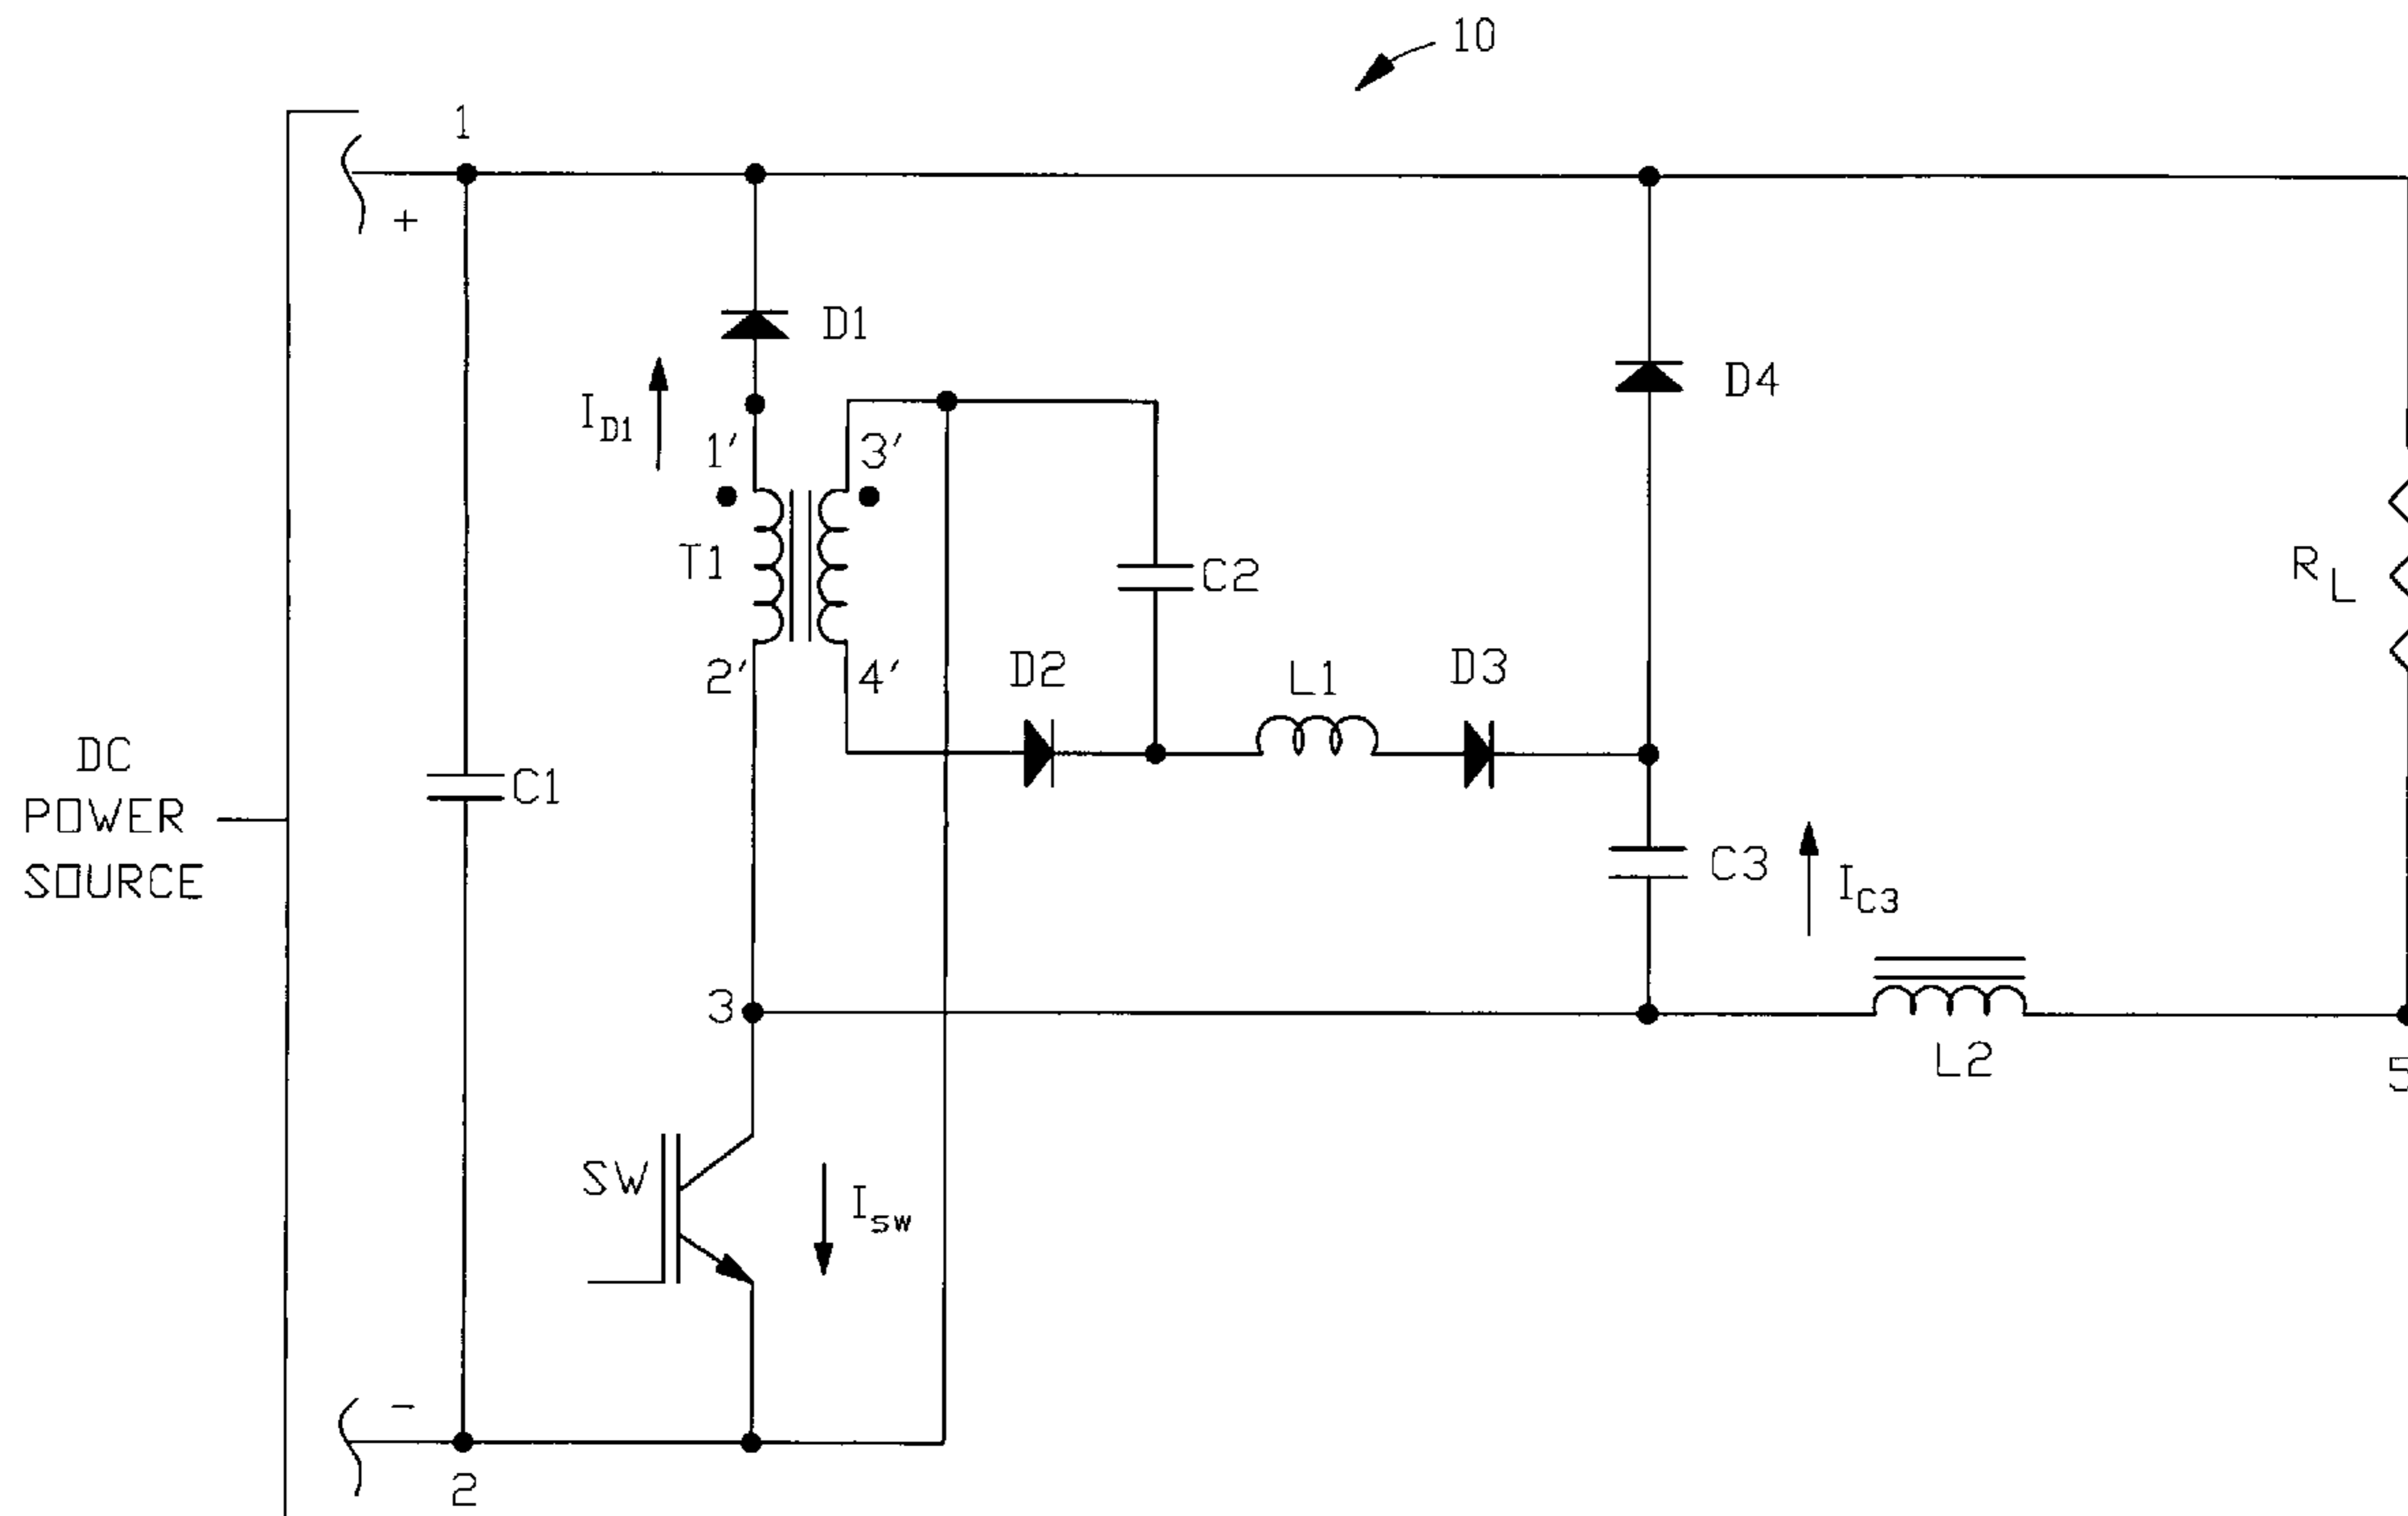 10
1
+
D1
I_D1
D4
1'
3'
T1
C2
R_L
2'
4'
D2
L1
D3
DC
POWER
SOURCE
C1
C3
I_C3
3
L2
5
SW
I_sw
-
2